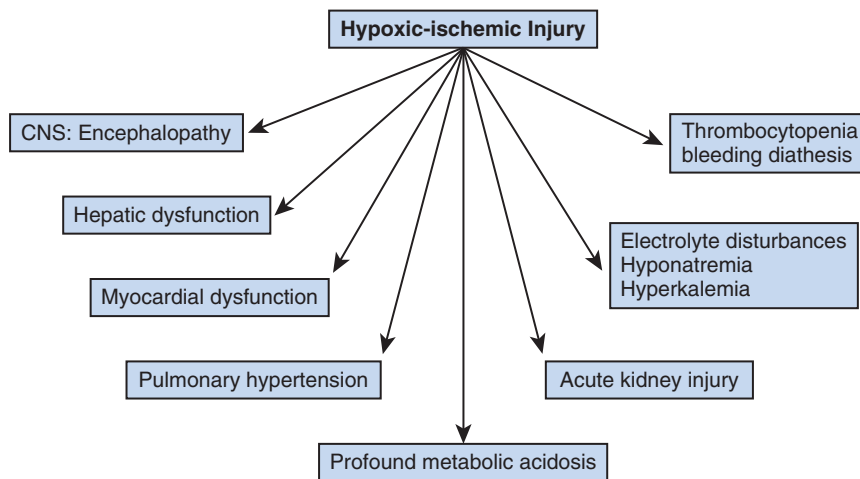 Hypoxic-ischemic Injury
CNS: Encephalopathy
Thrombocytopenia
bleeding diathesis
Hepatic dysfunction
Electrolyte disturbances
Hyponatremia
Hyperkalemia
Myocardial dysfunction
Pulmonary hypertension
Acute kidney injury
Profound metabolic acidosis